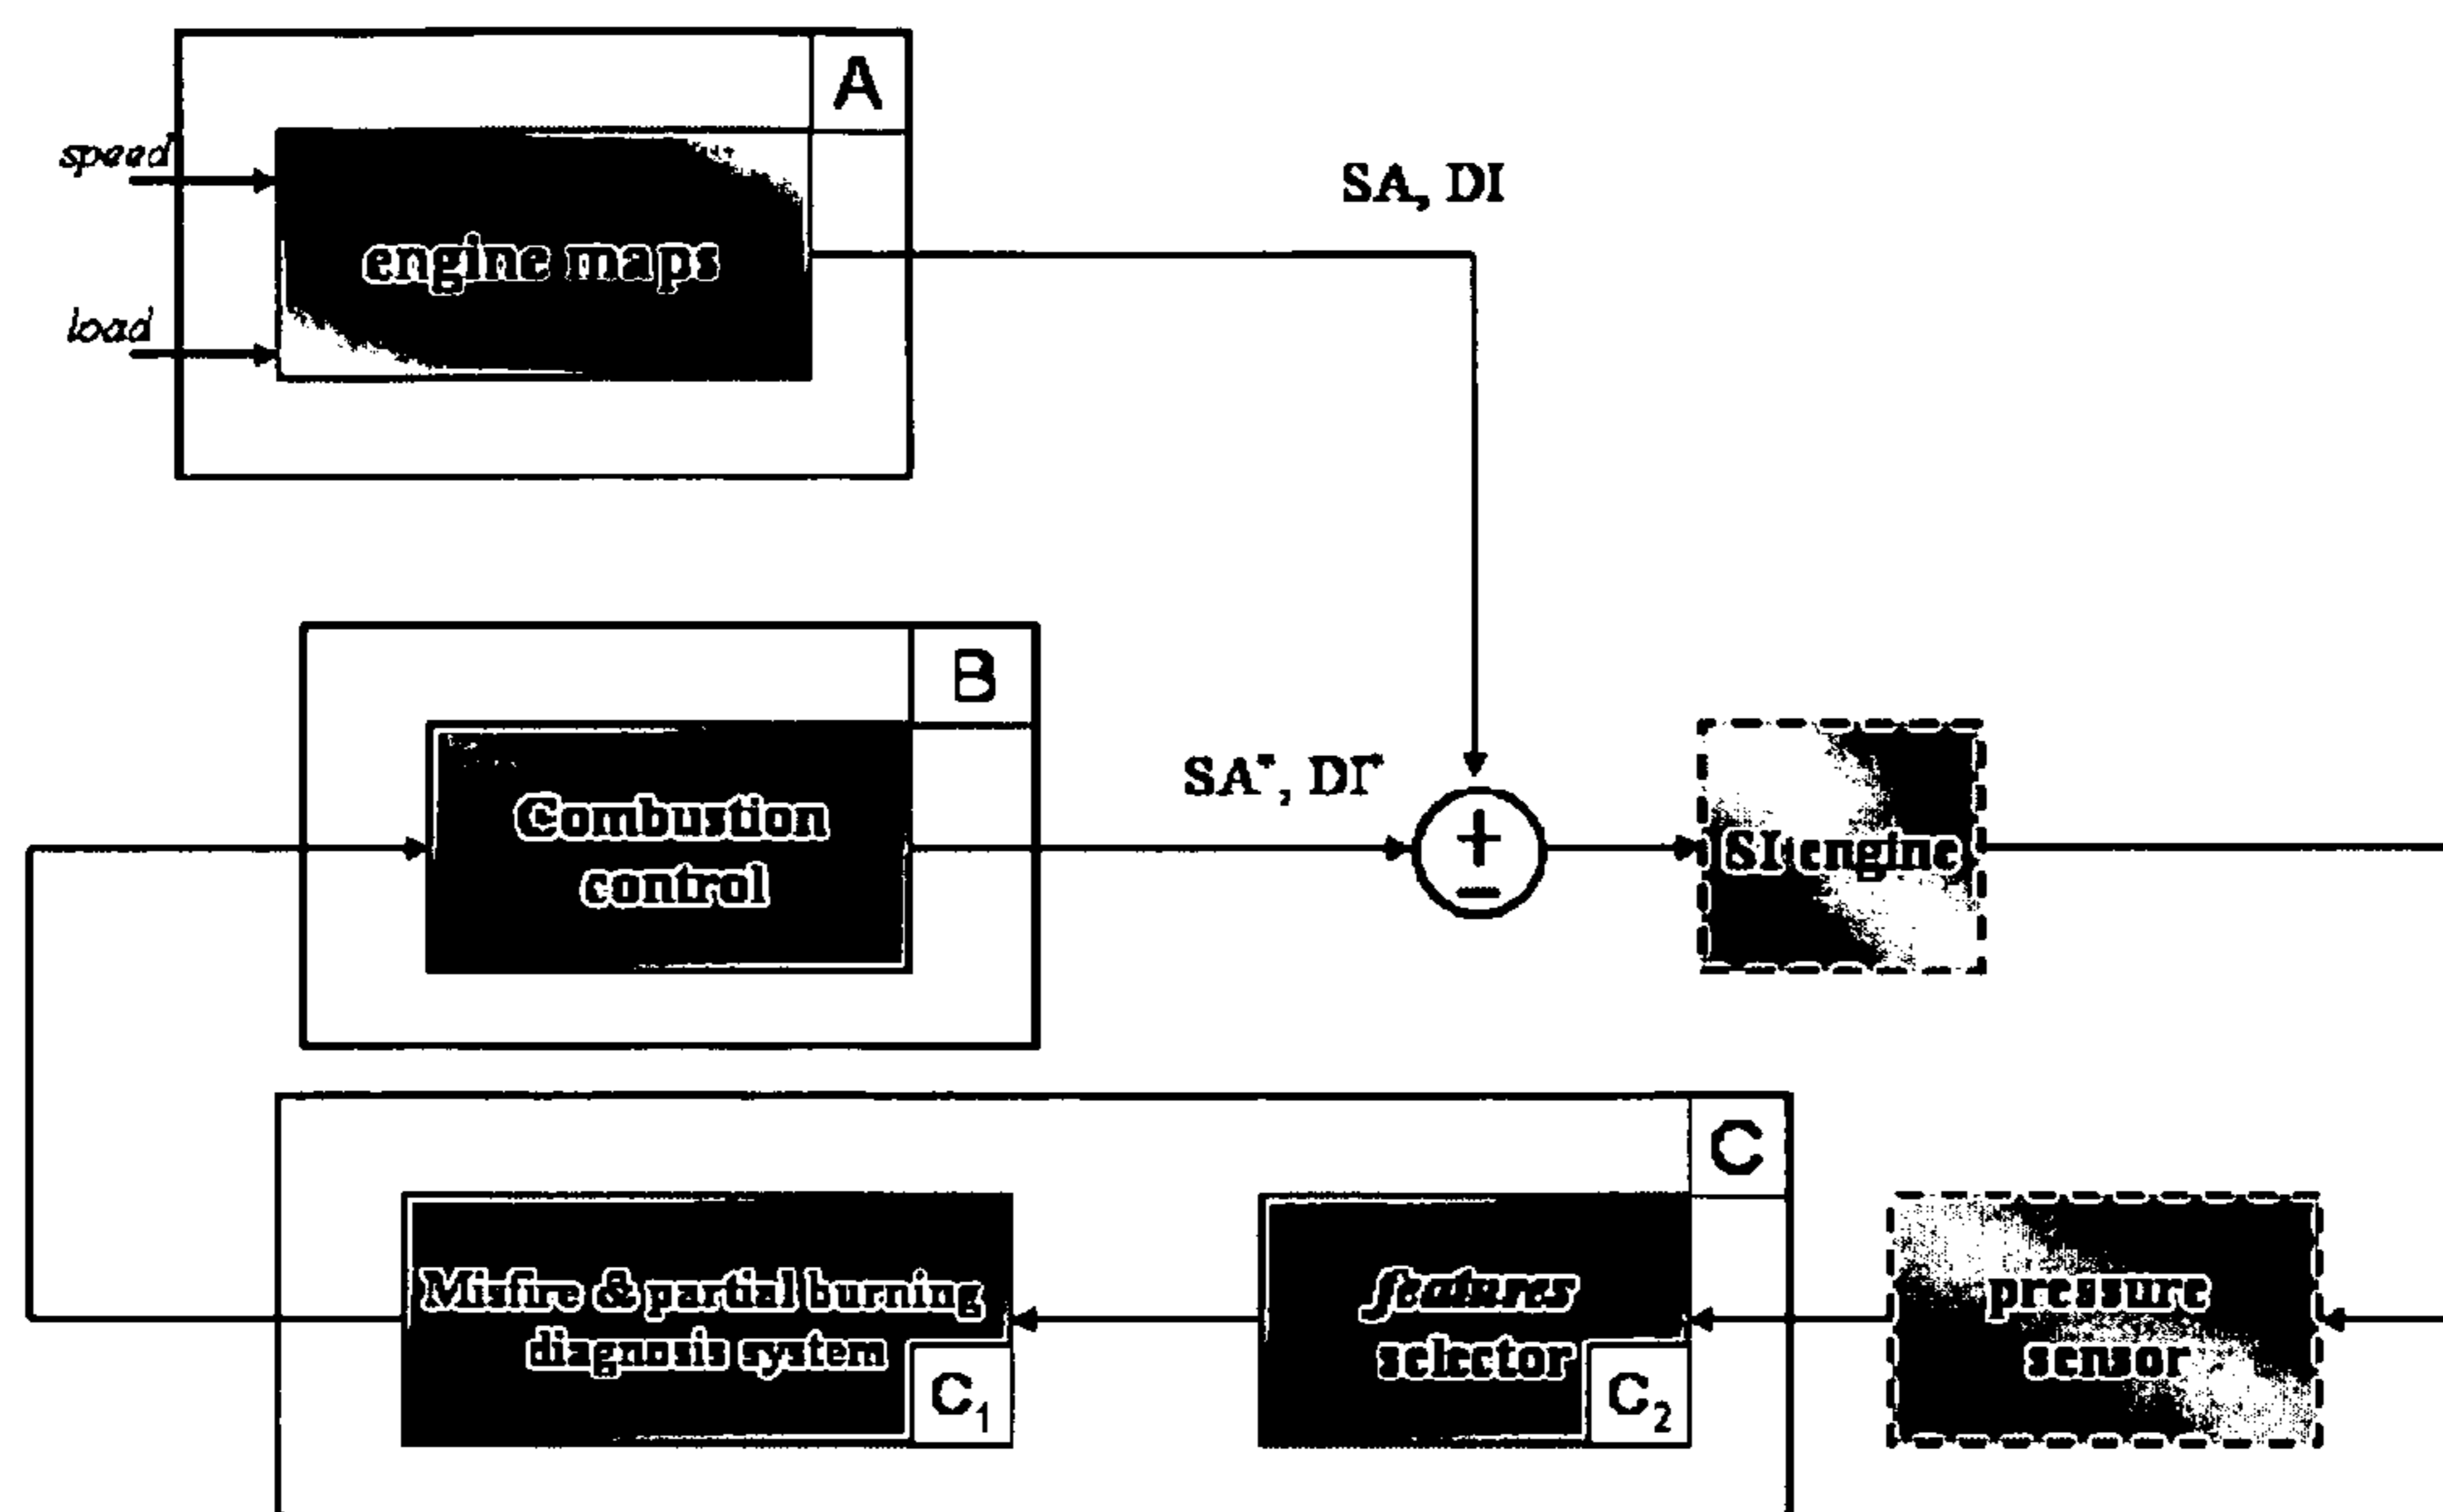 A
speed
engine maps
load
SA, DI
B
Combustion
control
SA*, DI*
+
−
SI engine
C
Misfire & partial burning
diagnosis system
C₁
features
selector
C₂
pressure
sensor